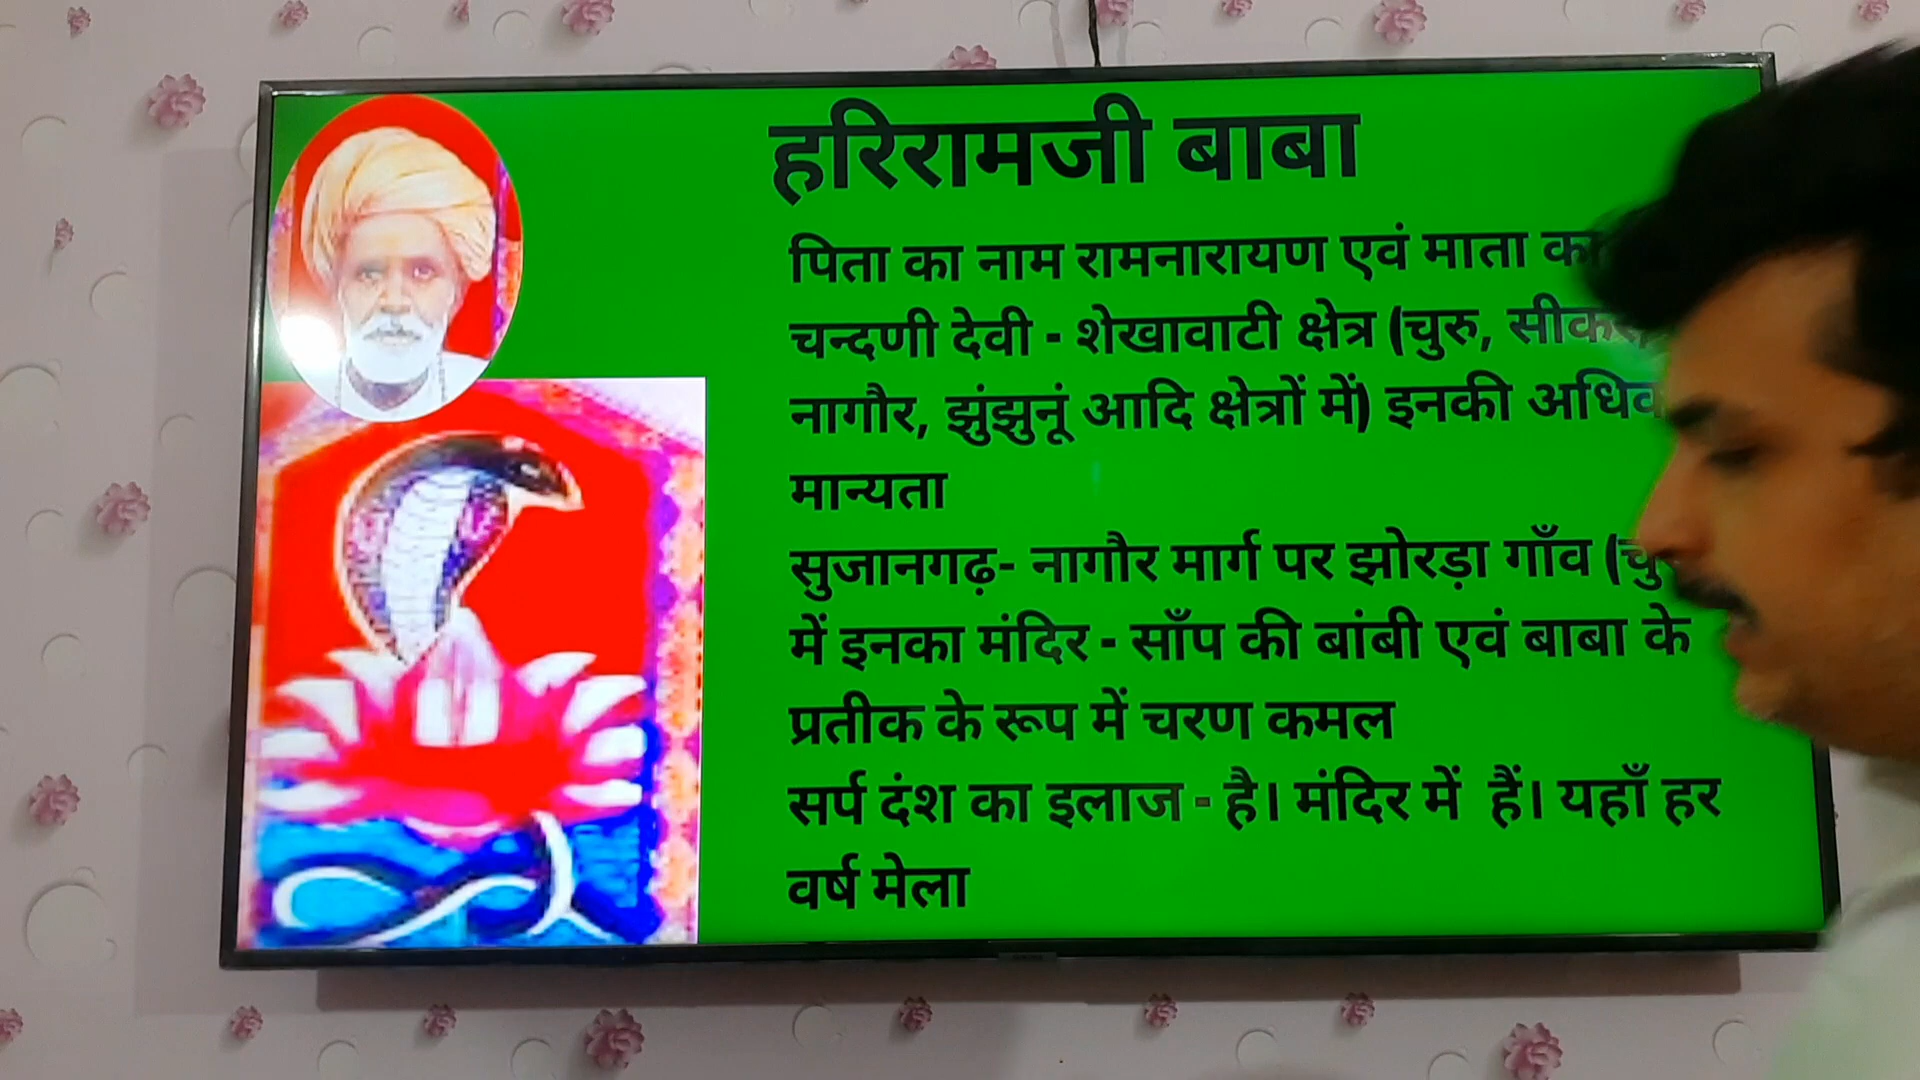 हरिरामजी बाबा
पिता का नाम रामनारायण एवं माता का
चन्दणी देवी - शेखावाटी क्षेत्र (चुरु, सीकर,
नागौर, झुंझुनूं आदि क्षेत्रों में) इनकी
मान्यता
सुजानगढ़- नागौर मार्ग पर झोरड़ा गाँव
में इनका मंदिर - साँप की बांबी एवं बाबा के
प्रतीक के रूप में चरण कमल
सर्प दंश का इलाज - है। मंदिर में हैं। यहाँ हर
वर्ष मेला